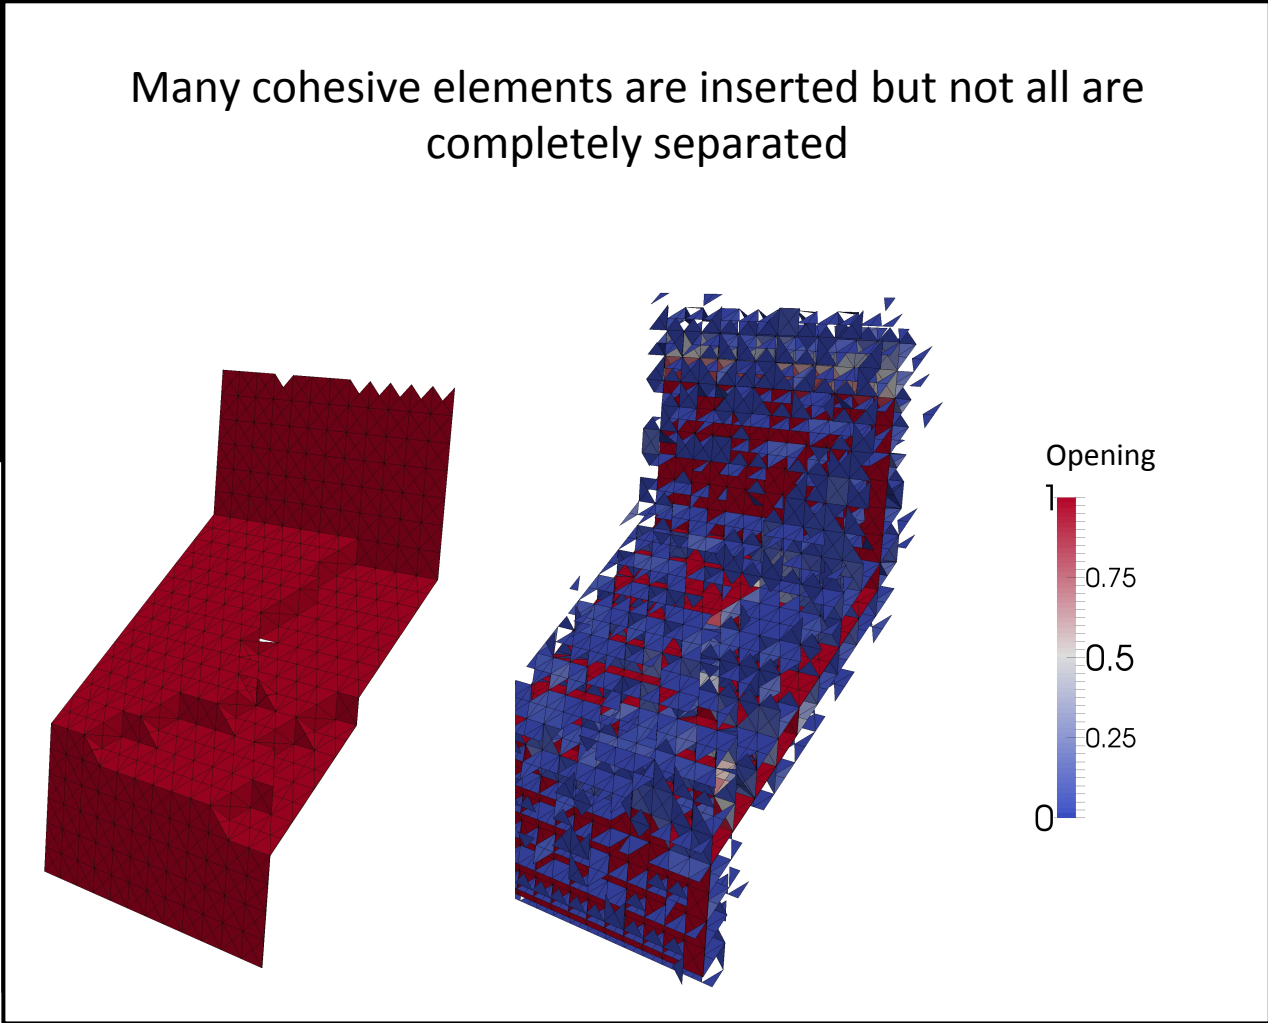 Many cohesive elements are inserted but not all are
completely separated
Opening
1
0.75
0.5
0.25
0